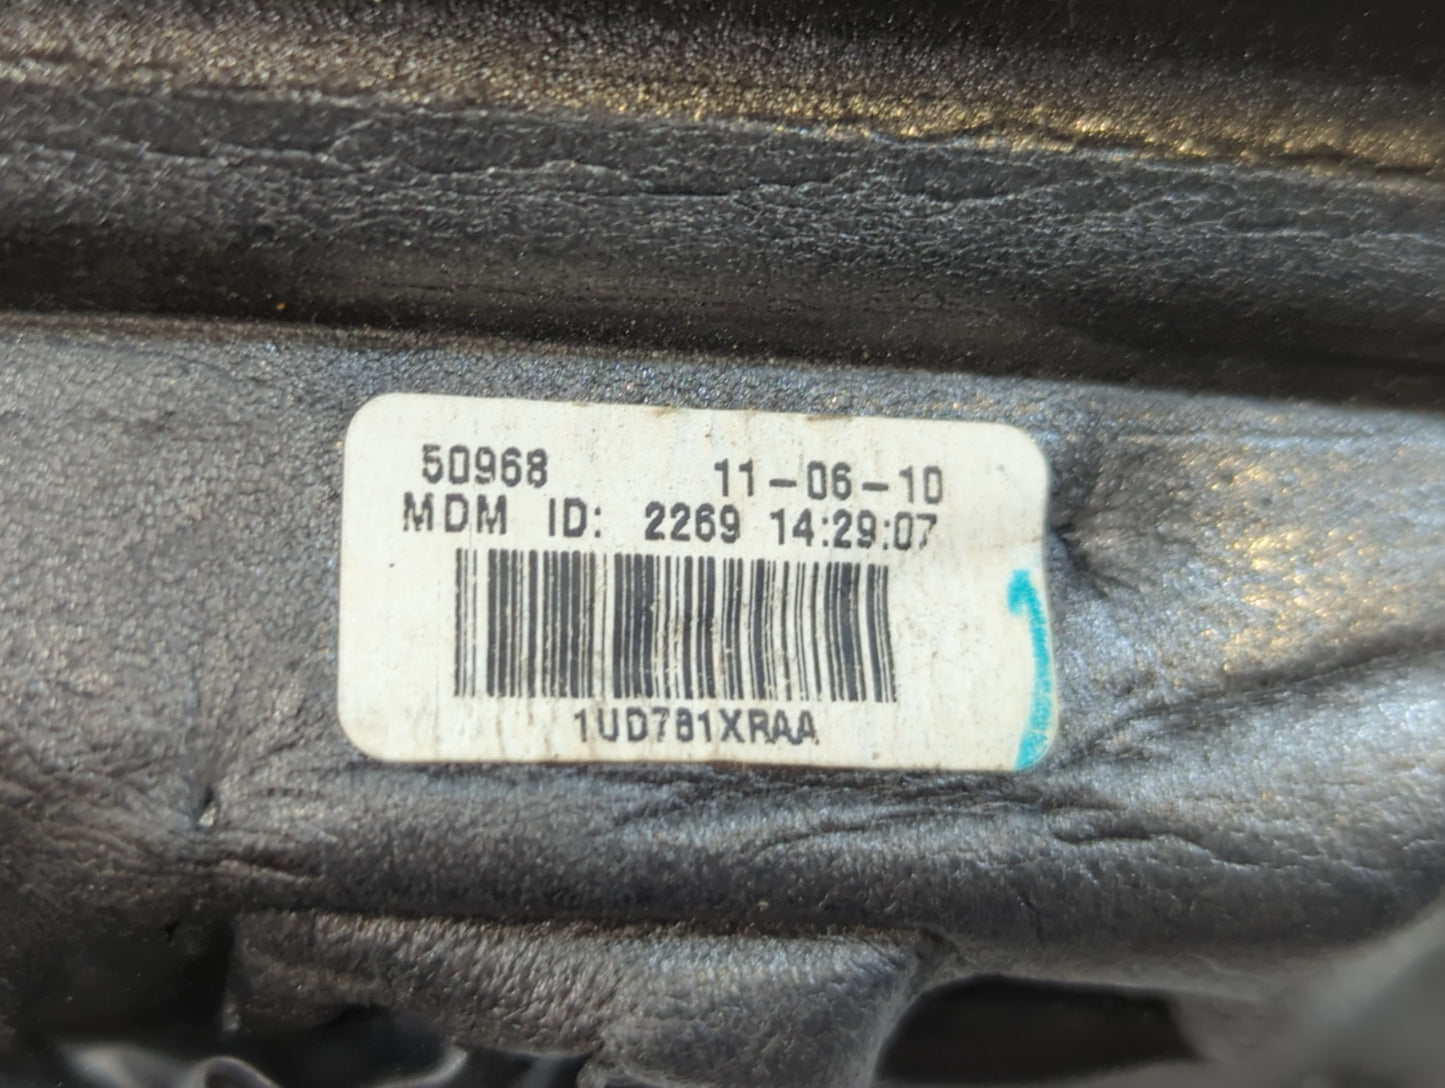 50968 11-06-10
MDM ID: 2269 14:29:07
1UD781XRAA